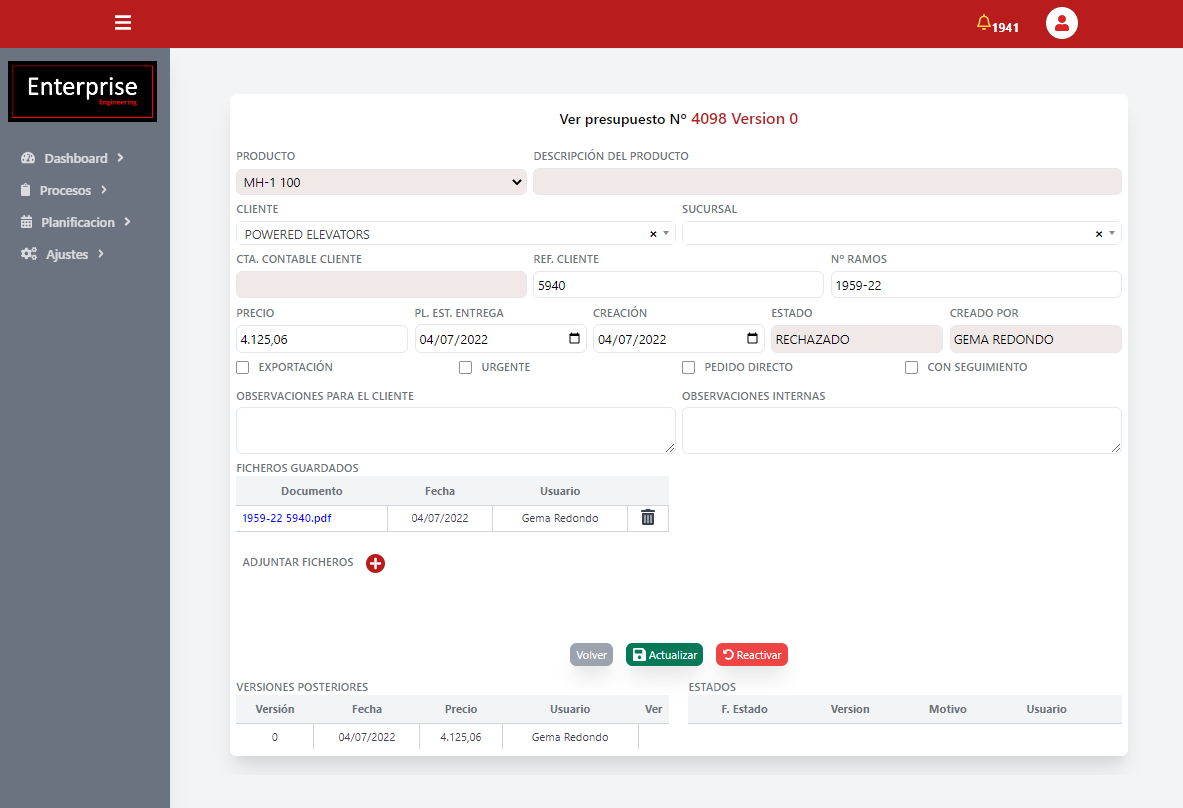 1941
Enterprise
Engineering.
Dashboard
Procesos
Planificacion
Ajustes
Ver presupuesto Nº 4098 Version 0
PRODUCTO DESCRIPCIÓN DEL PRODUCTO
MH-1 100
CLIENTE SUCURSAL
POWERED ELEVATORS × ×
CTA. CONTABLE CLIENTE REF. CLIENTE Nº RAMOS
5940 1959-22
PRECIO PL. EST. ENTREGA CREACIÓN ESTADO CREADO POR
4.125,06 04/07/2022 04/07/2022 RECHAZADO GEMA REDONDO
EXPORTACIÓN URGENTE PEDIDO DIRECTO CON SEGUIMIENTO
OBSERVACIONES PARA EL CLIENTE OBSERVACIONES INTERNAS
FICHEROS GUARDADOS
Documento Fecha Usuario
1959-22 5940.pdf 04/07/2022 Gema Redondo
ADJUNTAR FICHEROS
Volver Actualizar Reactivar
VERSIONES POSTERIORES ESTADOS
Versión Fecha Precio Usuario Ver F. Estado Version Motivo Usuario
0 04/07/2022 4.125,06 Gema Redondo